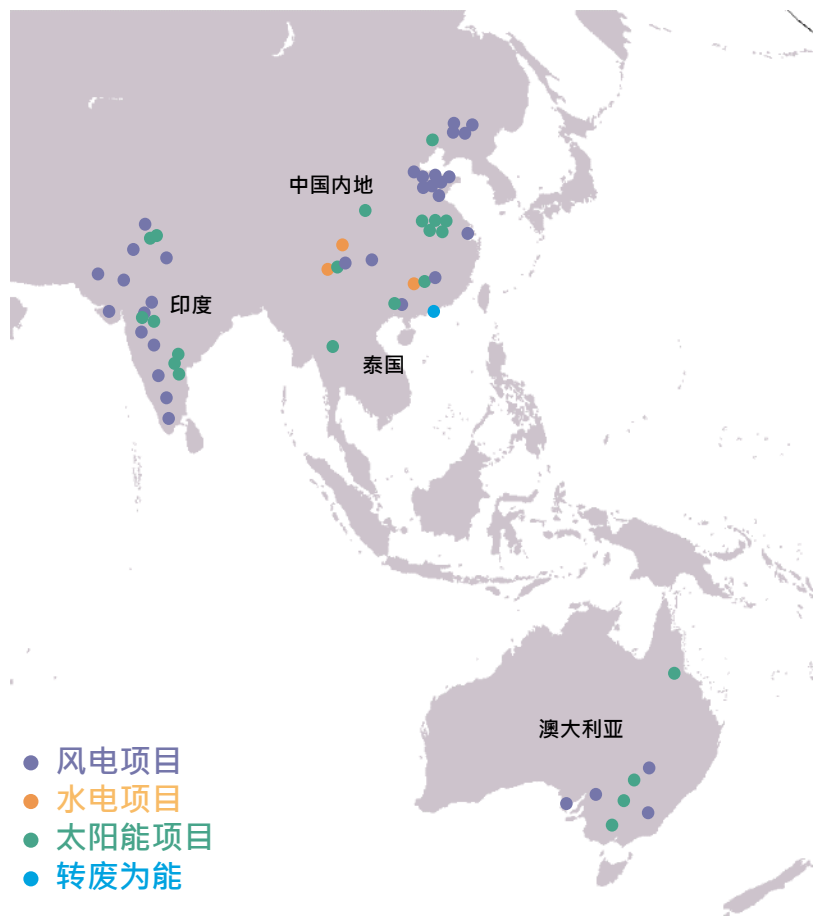 中国内地
印度
泰国
澳大利亚
风电项目
水电项目
太阳能项目
转废为能